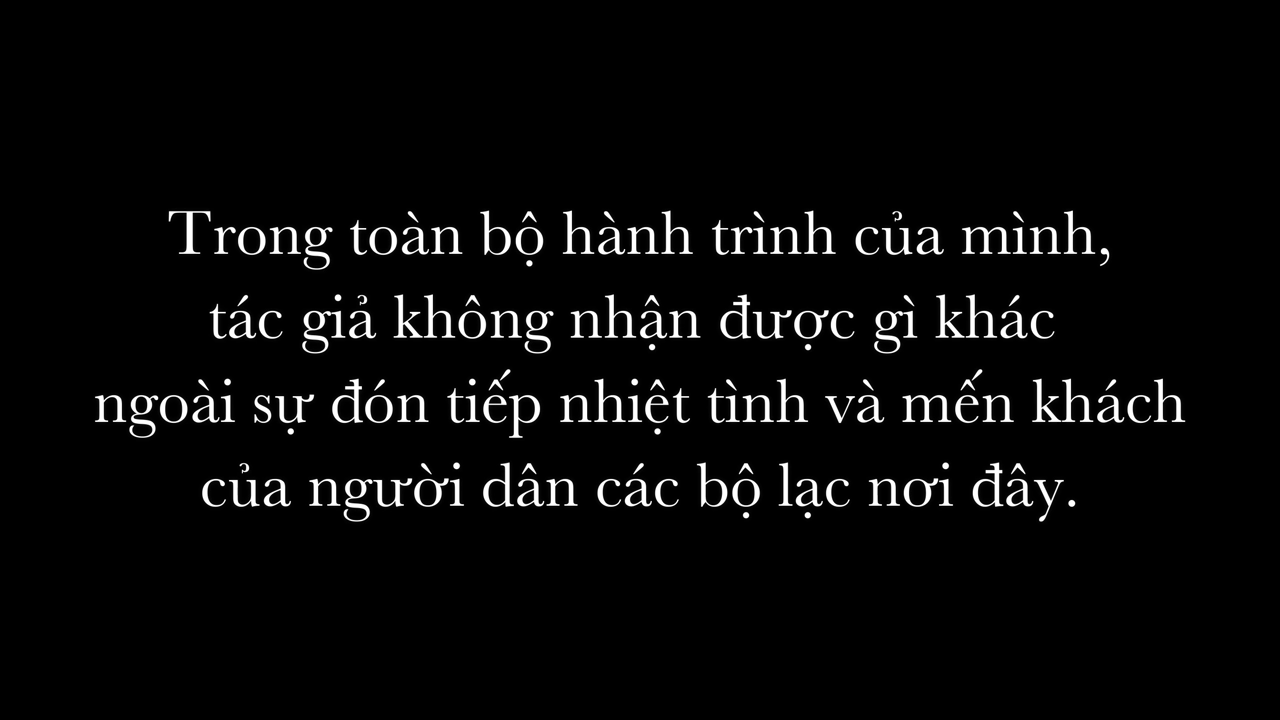 Trong toàn bộ hành trình của mình,
tác giả không nhận được gì khác
ngoài sự đón tiếp nhiệt tình và mến khách
của người dân các bộ lạc nơi đây.